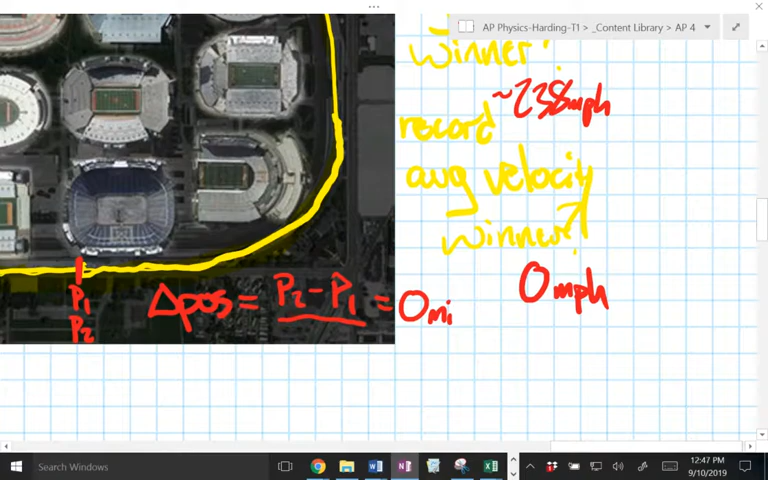 AP Physics-Harding-T1 > _Content Library > AP 4
winner
~238mph
record
avg velocity
winner
0mph
Δpos = P2 - P1 = 0mi
P1
P2
Search Windows
12:47 PM
9/10/2019